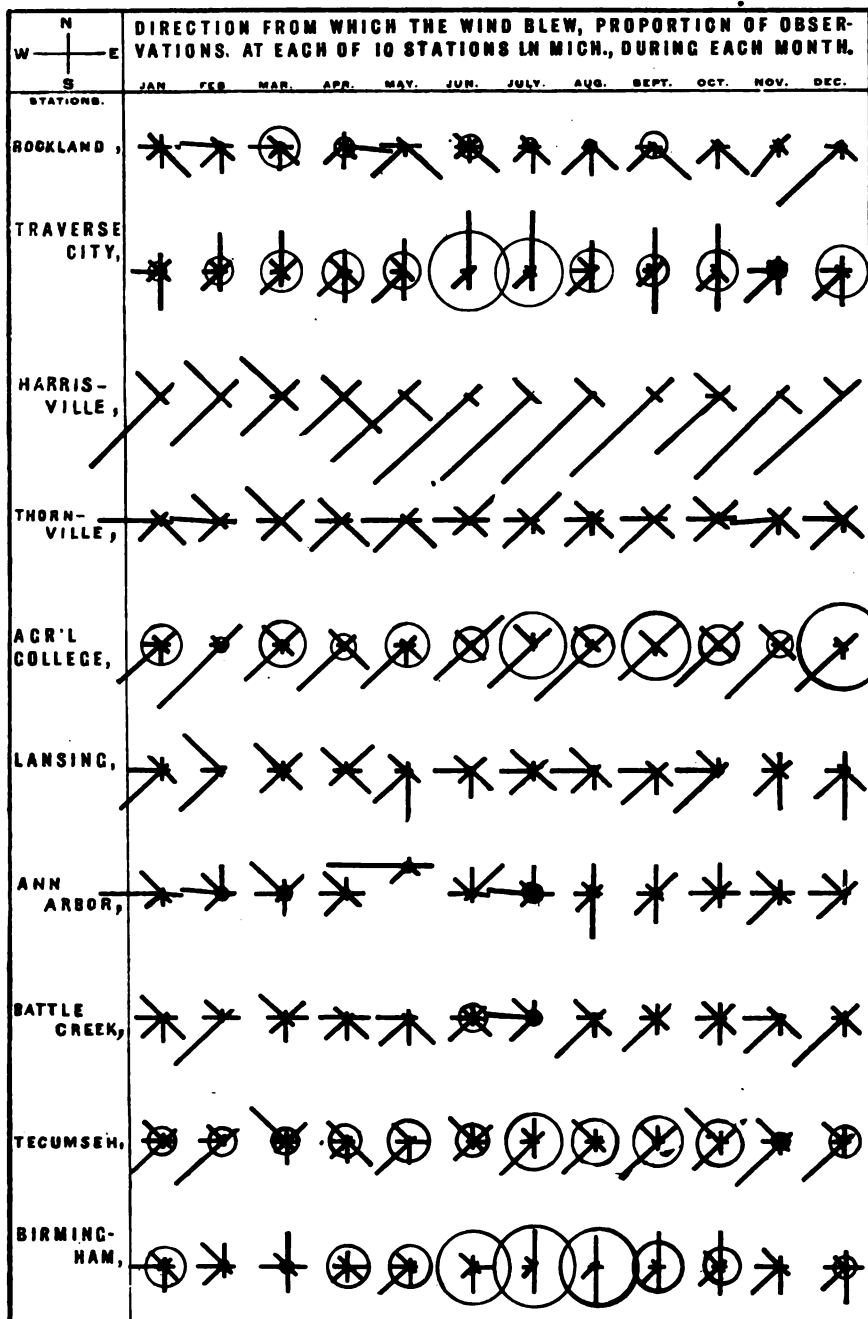 N
W E
S
DIRECTION FROM WHICH THE WIND BLEW, PROPORTION OF OBSER-
VATIONS. AT EACH OF 10 STATIONS IN MICH., DURING EACH MONTH.
JAN FEB MAR. APR. MAY. JUN. JULY. AUG. SEPT. OCT. NOV. DEC.
STATIONS.
ROCKLAND,
TRAVERSE
CITY,
HARRIS-
VILLE,
THORN-
VILLE,
AGR'L
COLLEGE,
LANSING,
ANN
ARBOR,
BATTLE
CREEK,
TECUMSEH,
BIRMING-
HAM,